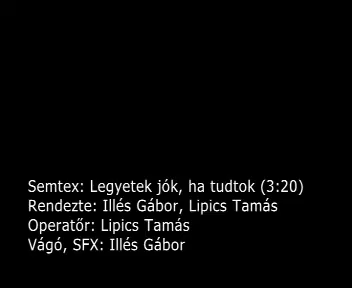 Semtex: Legyetek jók, ha tudtok (3:20)
Rendezte: Illés Gábor, Lipics Tamás
Operatőr: Lipics Tamás
Vágó, SFX: Illés Gábor